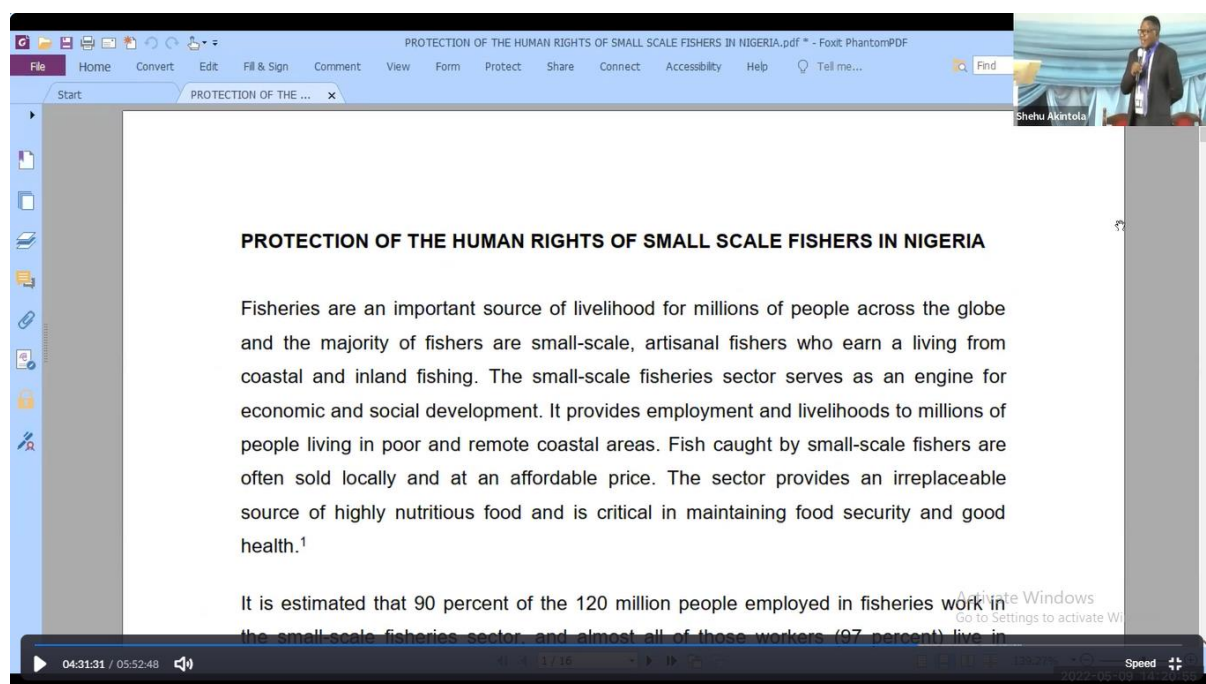 PROTECTION OF THE HUMAN RIGHTS OF SMALL SCALE FISHERS IN NIGERIA.pdf * - Foxit PhantomPDF
File Home Convert Edit Fill & Sign Comment View Form Protect Share Connect Accessibility Help Tell me... Find
Start PROTECTION OF THE ... x
Shehu Akintola
PROTECTION OF THE HUMAN RIGHTS OF SMALL SCALE FISHERS IN NIGERIA
Fisheries are an important source of livelihood for millions of people across the globe
and the majority of fishers are small-scale, artisanal fishers who earn a living from
coastal and inland fishing. The small-scale fisheries sector serves as an engine for
economic and social development. It provides employment and livelihoods to millions of
people living in poor and remote coastal areas. Fish caught by small-scale fishers are
often sold locally and at an affordable price. The sector provides an irreplaceable
source of highly nutritious food and is critical in maintaining food security and good
health.¹
It is estimated that 90 percent of the 120 million people employed in fisheries work in
Activate Windows
Go to Settings to activate Wi
the small-scale fisheries sector, and almost all of those workers (97 percent) live in
1 / 16
04:31:31 / 05:52:48
Speed
2022-05-09 14:20:55